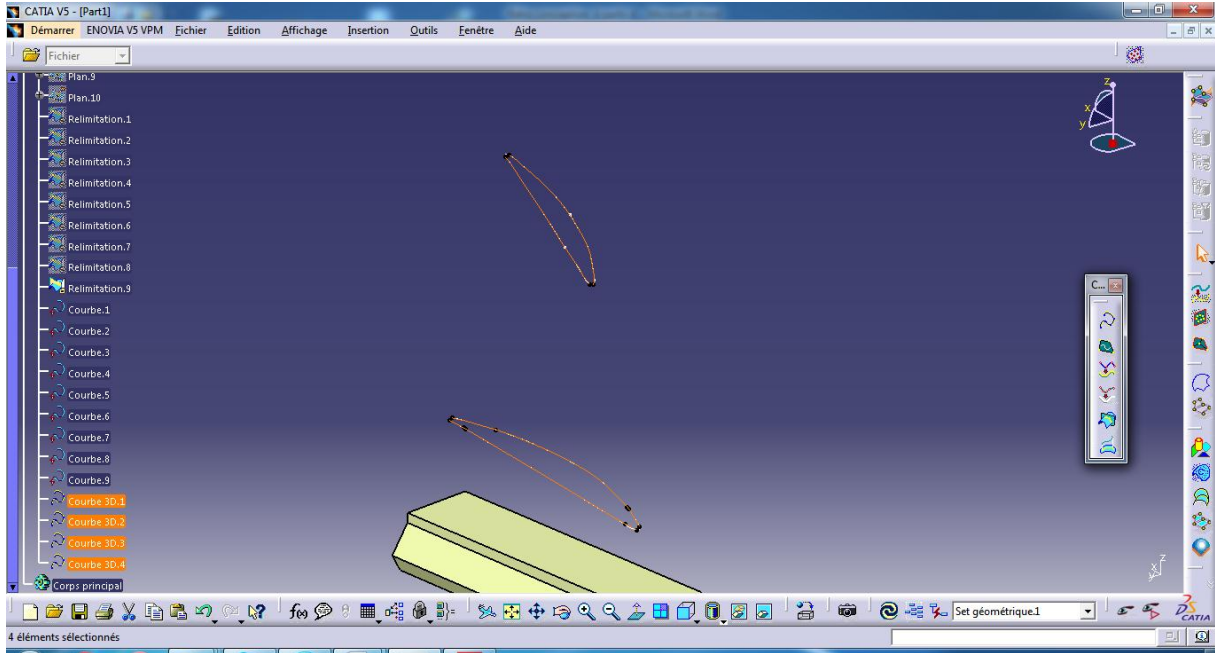 CATIA V5 - [Part1]
Démarrer ENOVIA V5 VPM Fichier Edition Affichage Insertion Outils Fenêtre Aide
Fichier
Plan.9
Plan.10
Relimitation.1
Relimitation.2
Relimitation.3
Relimitation.4
Relimitation.5
Relimitation.6
Relimitation.7
Relimitation.8
Relimitation.9
Courbe.1
Courbe.2
Courbe.3
Courbe.4
Courbe.5
Courbe.6
Courbe.7
Courbe.8
Courbe.9
Courbe 3D.1
Courbe 3D.2
Courbe 3D.3
Courbe 3D.4
Corps principal
z
x
y
C...
z
x
y
f(x)
Set géométrique.1
CATIA
4 éléments sélectionnés